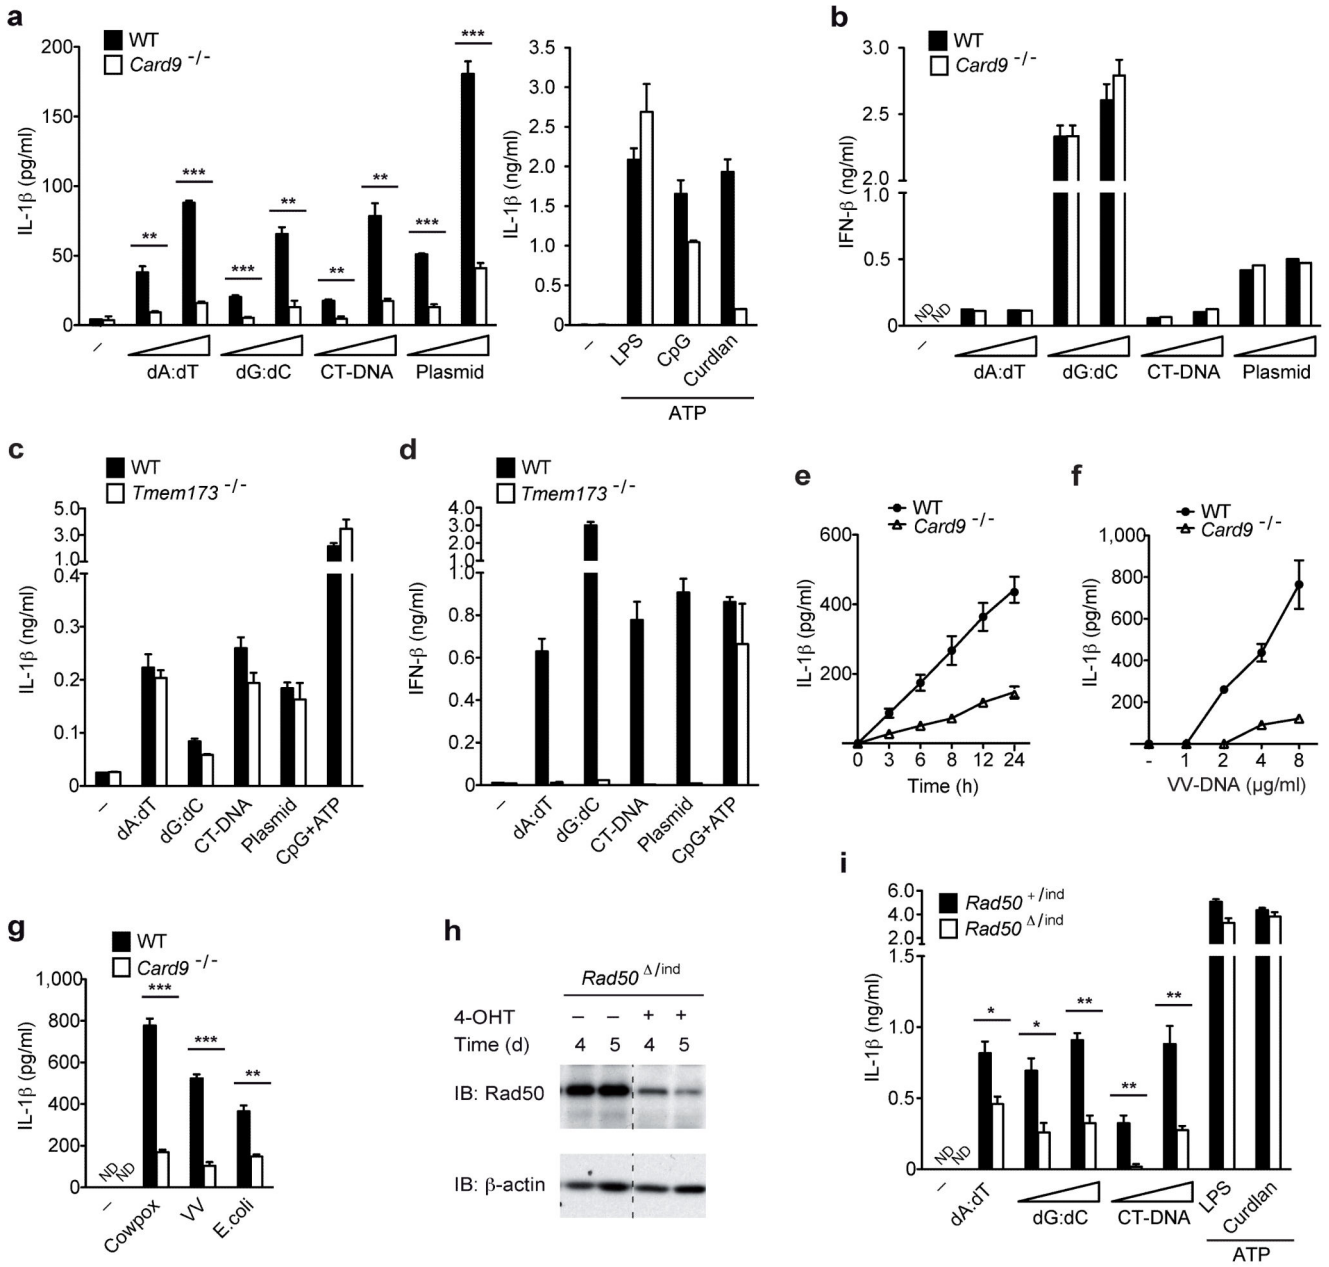 a
WT
Card9 -/-
IL-1β (pg/ml)
200
150
100
50
0
**
***
***
**
**
**
***
***
–
dA:dT
dG:dC
CT-DNA
Plasmid
IL-1β (ng/ml)
3.5
3.0
2.5
2.0
1.5
1.0
0.5
0
–
LPS
CpG
Curdlan
ATP
b
WT
Card9 -/-
IFN-β (ng/ml)
3.0
2.5
2.0
1.0
0.5
0
ND
ND
–
dA:dT
dG:dC
CT-DNA
Plasmid
c
WT
Tmem173 -/-
IL-1β (ng/ml)
5.0
3.0
1.0
0.4
0.3
0.2
0.1
0
–
dA:dT
dG:dC
CT-DNA
Plasmid
CpG+ATP
d
WT
Tmem173 -/-
IFN-β (ng/ml)
4.0
3.0
2.0
1.0
0.8
0.6
0.4
0.2
0
–
dA:dT
dG:dC
CT-DNA
Plasmid
CpG+ATP
e
WT
Card9 -/-
IL-1β (pg/ml)
600
400
200
0 3 6 8 12 24
Time (h)
f
WT
Card9 -/-
IL-1β (pg/ml)
1,000
800
600
400
200
- 1 2 4 8
VV-DNA (µg/ml)
g
WT
Card9 -/-
IL-1β (pg/ml)
1,000
800
600
400
200
0
***
***
**
ND
ND
–
Cowpox
VV
E.coli
h
Rad50 Δ/ind
4-OHT – – + +
Time (d) 4 5 4 5
IB: Rad50
IB: β-actin
i
Rad50 +/ind
Rad50 Δ/ind
IL-1β (ng/ml)
6.0
4.0
2.0
1.5
1.0
0.5
0
*
*
**
**
**
ND
ND
–
dA:dT
dG:dC
CT-DNA
LPS
Curdlan
ATP